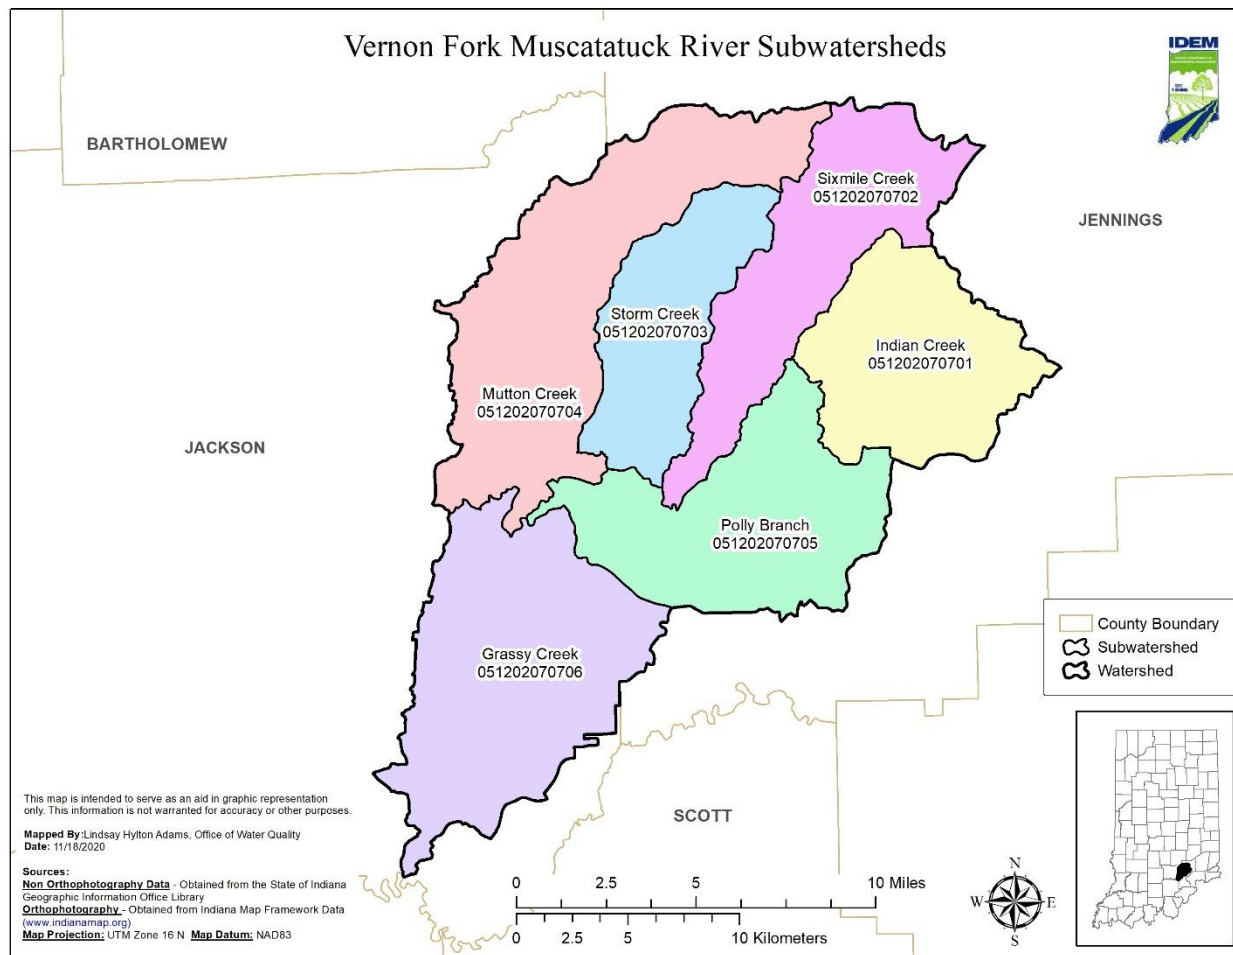 Vernon Fork Muscatatuck River Subwatersheds
IDEM
BARTHOLOMEW
Sixmile Creek
051202070702
JENNINGS
Storm Creek
051202070703
Indian Creek
051202070701
Mutton Creek
051202070704
JACKSON
Polly Branch
051202070705
County Boundary
Subwatershed
Watershed
Grassy Creek
051202070706
SCOTT
This map is intended to serve as an aid in graphic representation
only. This information is not warranted for accuracy or other purposes.
Mapped By:Lindsay Hylton Adams, Office of Water Quality
Date: 11/18/2020
Sources:
Non Orthophotography Data - Obtained from the State of Indiana
Geographic Information Office Library
Orthophotography - Obtained from Indiana Map Framework Data
(www.indianamap.org)
Map Projection: UTM Zone 16 N Map Datum: NAD83
0 2.5 5 10 Miles
0 2.5 5 10 Kilometers
N
W E
S